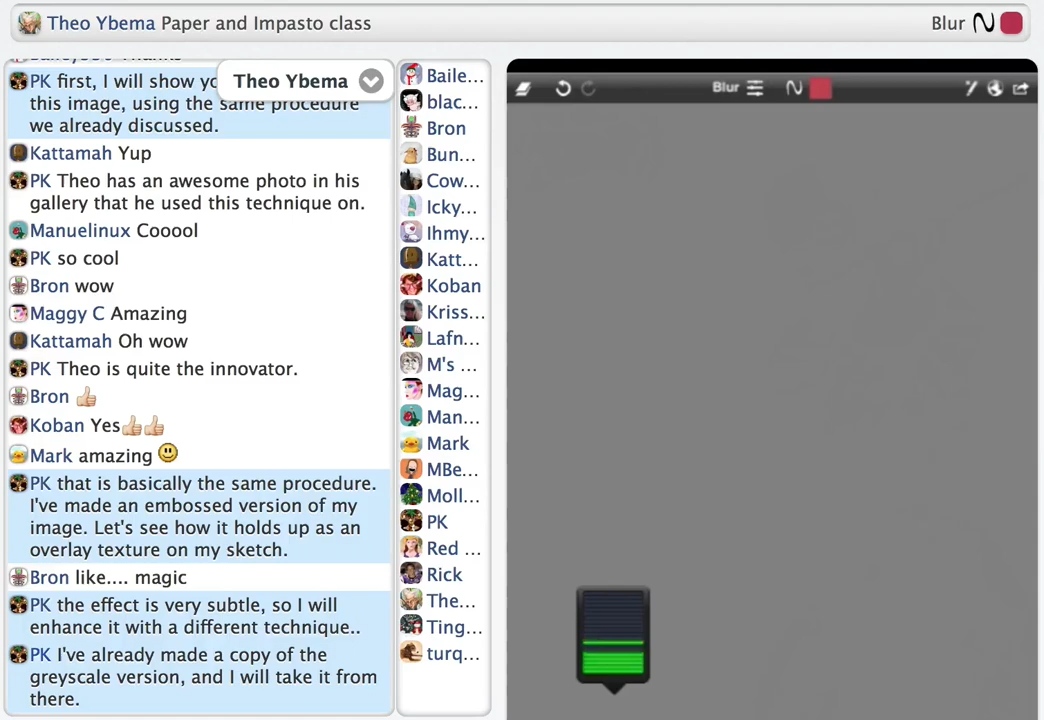 Theo Ybema Paper and Impasto class
Blur
Theo Ybema
PK first, I will show yo
this image, using the same procedure
we already discussed.
Kattamah Yup
PK Theo has an awesome photo in his
gallery that he used this technique on.
Manuelinux Cooool
PK so cool
Bron wow
Maggy C Amazing
Kattamah Oh wow
PK Theo is quite the innovator.
Bron 👍
Koban Yes👍👍
Mark amazing 🙂
PK that is basically the same procedure.
I've made an embossed version of my
image. Let's see how it holds up as an
overlay texture on my sketch.
Bron like.... magic
PK the effect is very subtle, so I will
enhance it with a different technique..
PK I've already made a copy of the
greyscale version, and I will take it from
there.
Baile...
blac...
Bron
Bun...
Cow...
Icky...
Ihmy...
Katt...
Koban
Kriss...
Lafn...
M's ...
Mag...
Man...
Mark
MBe...
Moll...
PK
Red ...
Rick
The...
Ting...
turq...
Blur